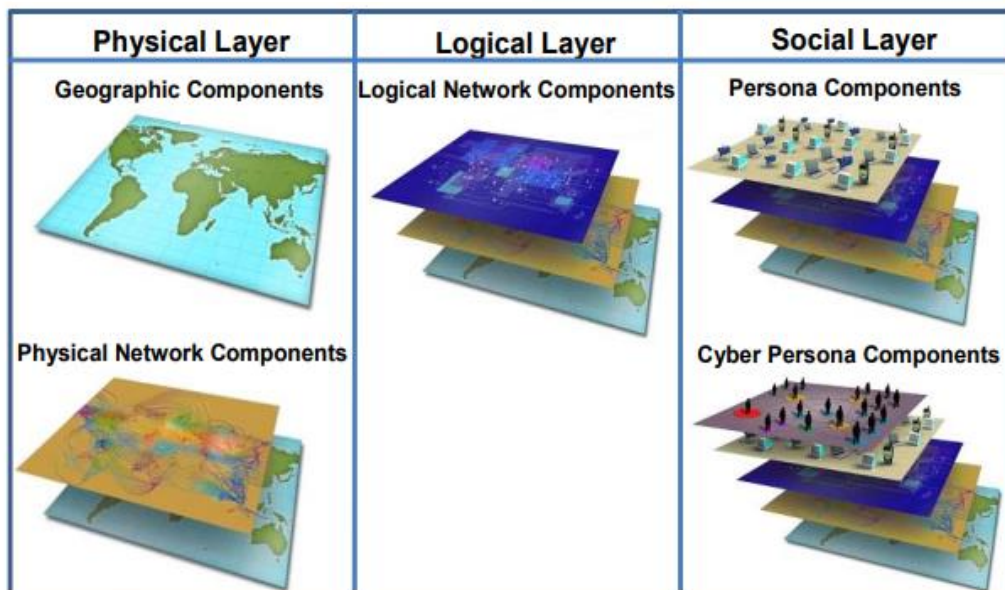 Physical Layer
Logical Layer
Social Layer
Geographic Components
Logical Network Components
Persona Components
Physical Network Components
Cyber Persona Components